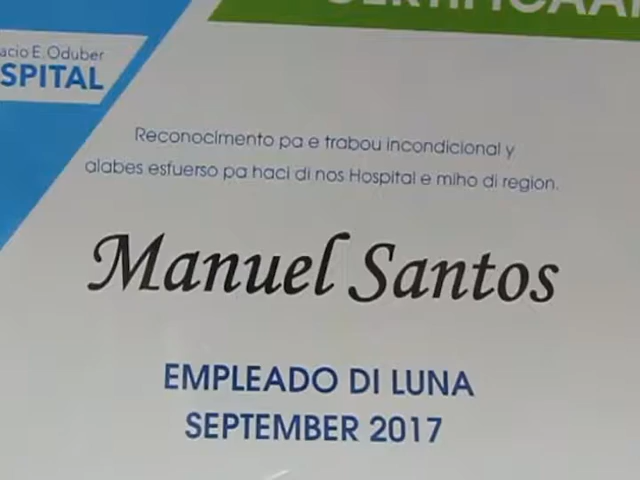 E. Oduber
SPITAL
Reconocimento pa e trabou incondicional y
alabes esfuerso pa haci di nos Hospital e miho di region.
Manuel Santos
EMPLEADO DI LUNA
SEPTEMBER 2017